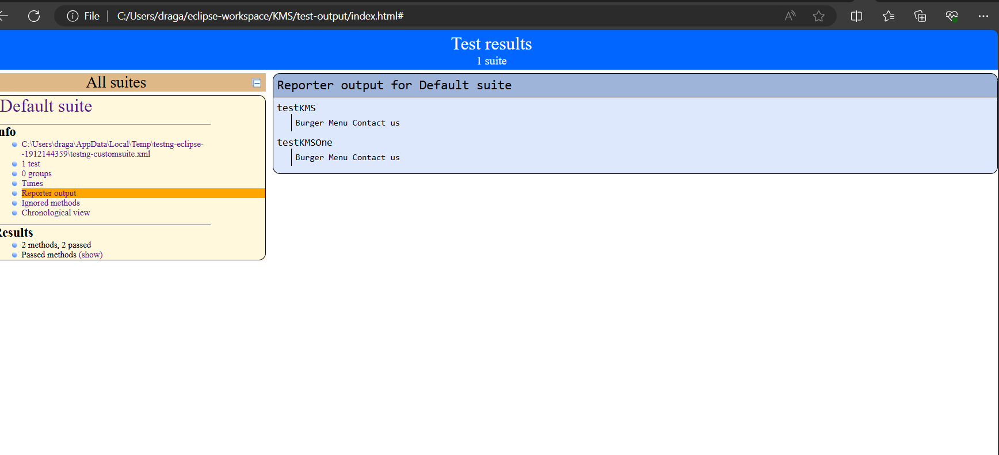 File
C:/Users/draga/eclipse-workspace/KMS/test-output/index.html#
Test results
1 suite
All suites
Default suite
nfo
C:\Users\draga\AppData\Local\Temp\testng-eclipse-
-1912144359\testng-customsuite.xml
1 test
0 groups
Times
Reporter output
Ignored methods
Chronological view
Results
2 methods, 2 passed
Passed methods (show)
Reporter output for Default suite
testKMS
Burger Menu Contact us
testKMSOne
Burger Menu Contact us